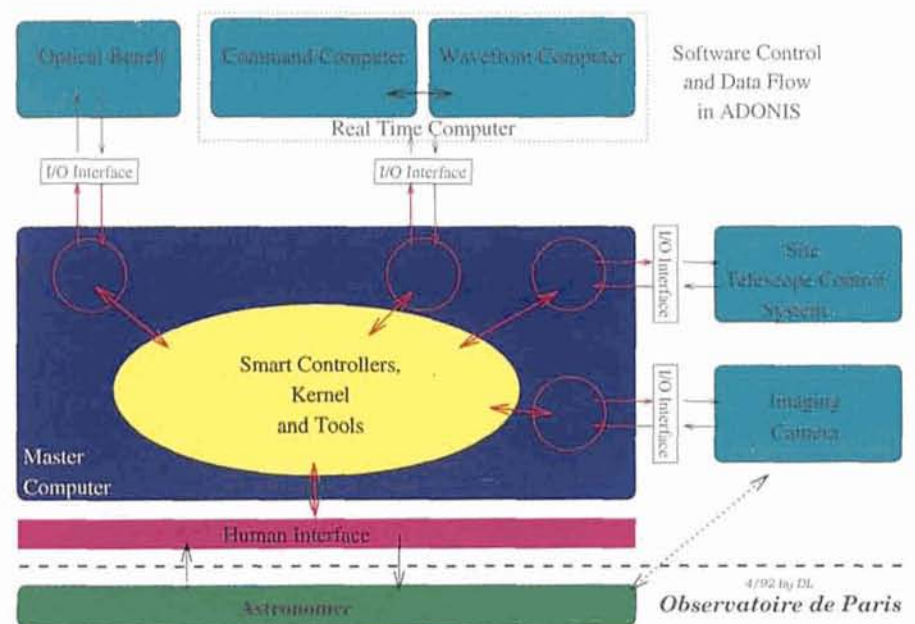 Optical Bench
Command Computer
Wavefront Computer
Real Time Computer
Software Control
and Data Flow
in ADONIS
I/O Interface
I/O Interface
I/O Interface
Site
Telescope Control
System
Smart Controllers,
Kernel
and Tools
I/O Interface
Imaging
Camera
Master
Computer
Human Interface
Astronomer
4/92 by DL
Observatoire de Paris